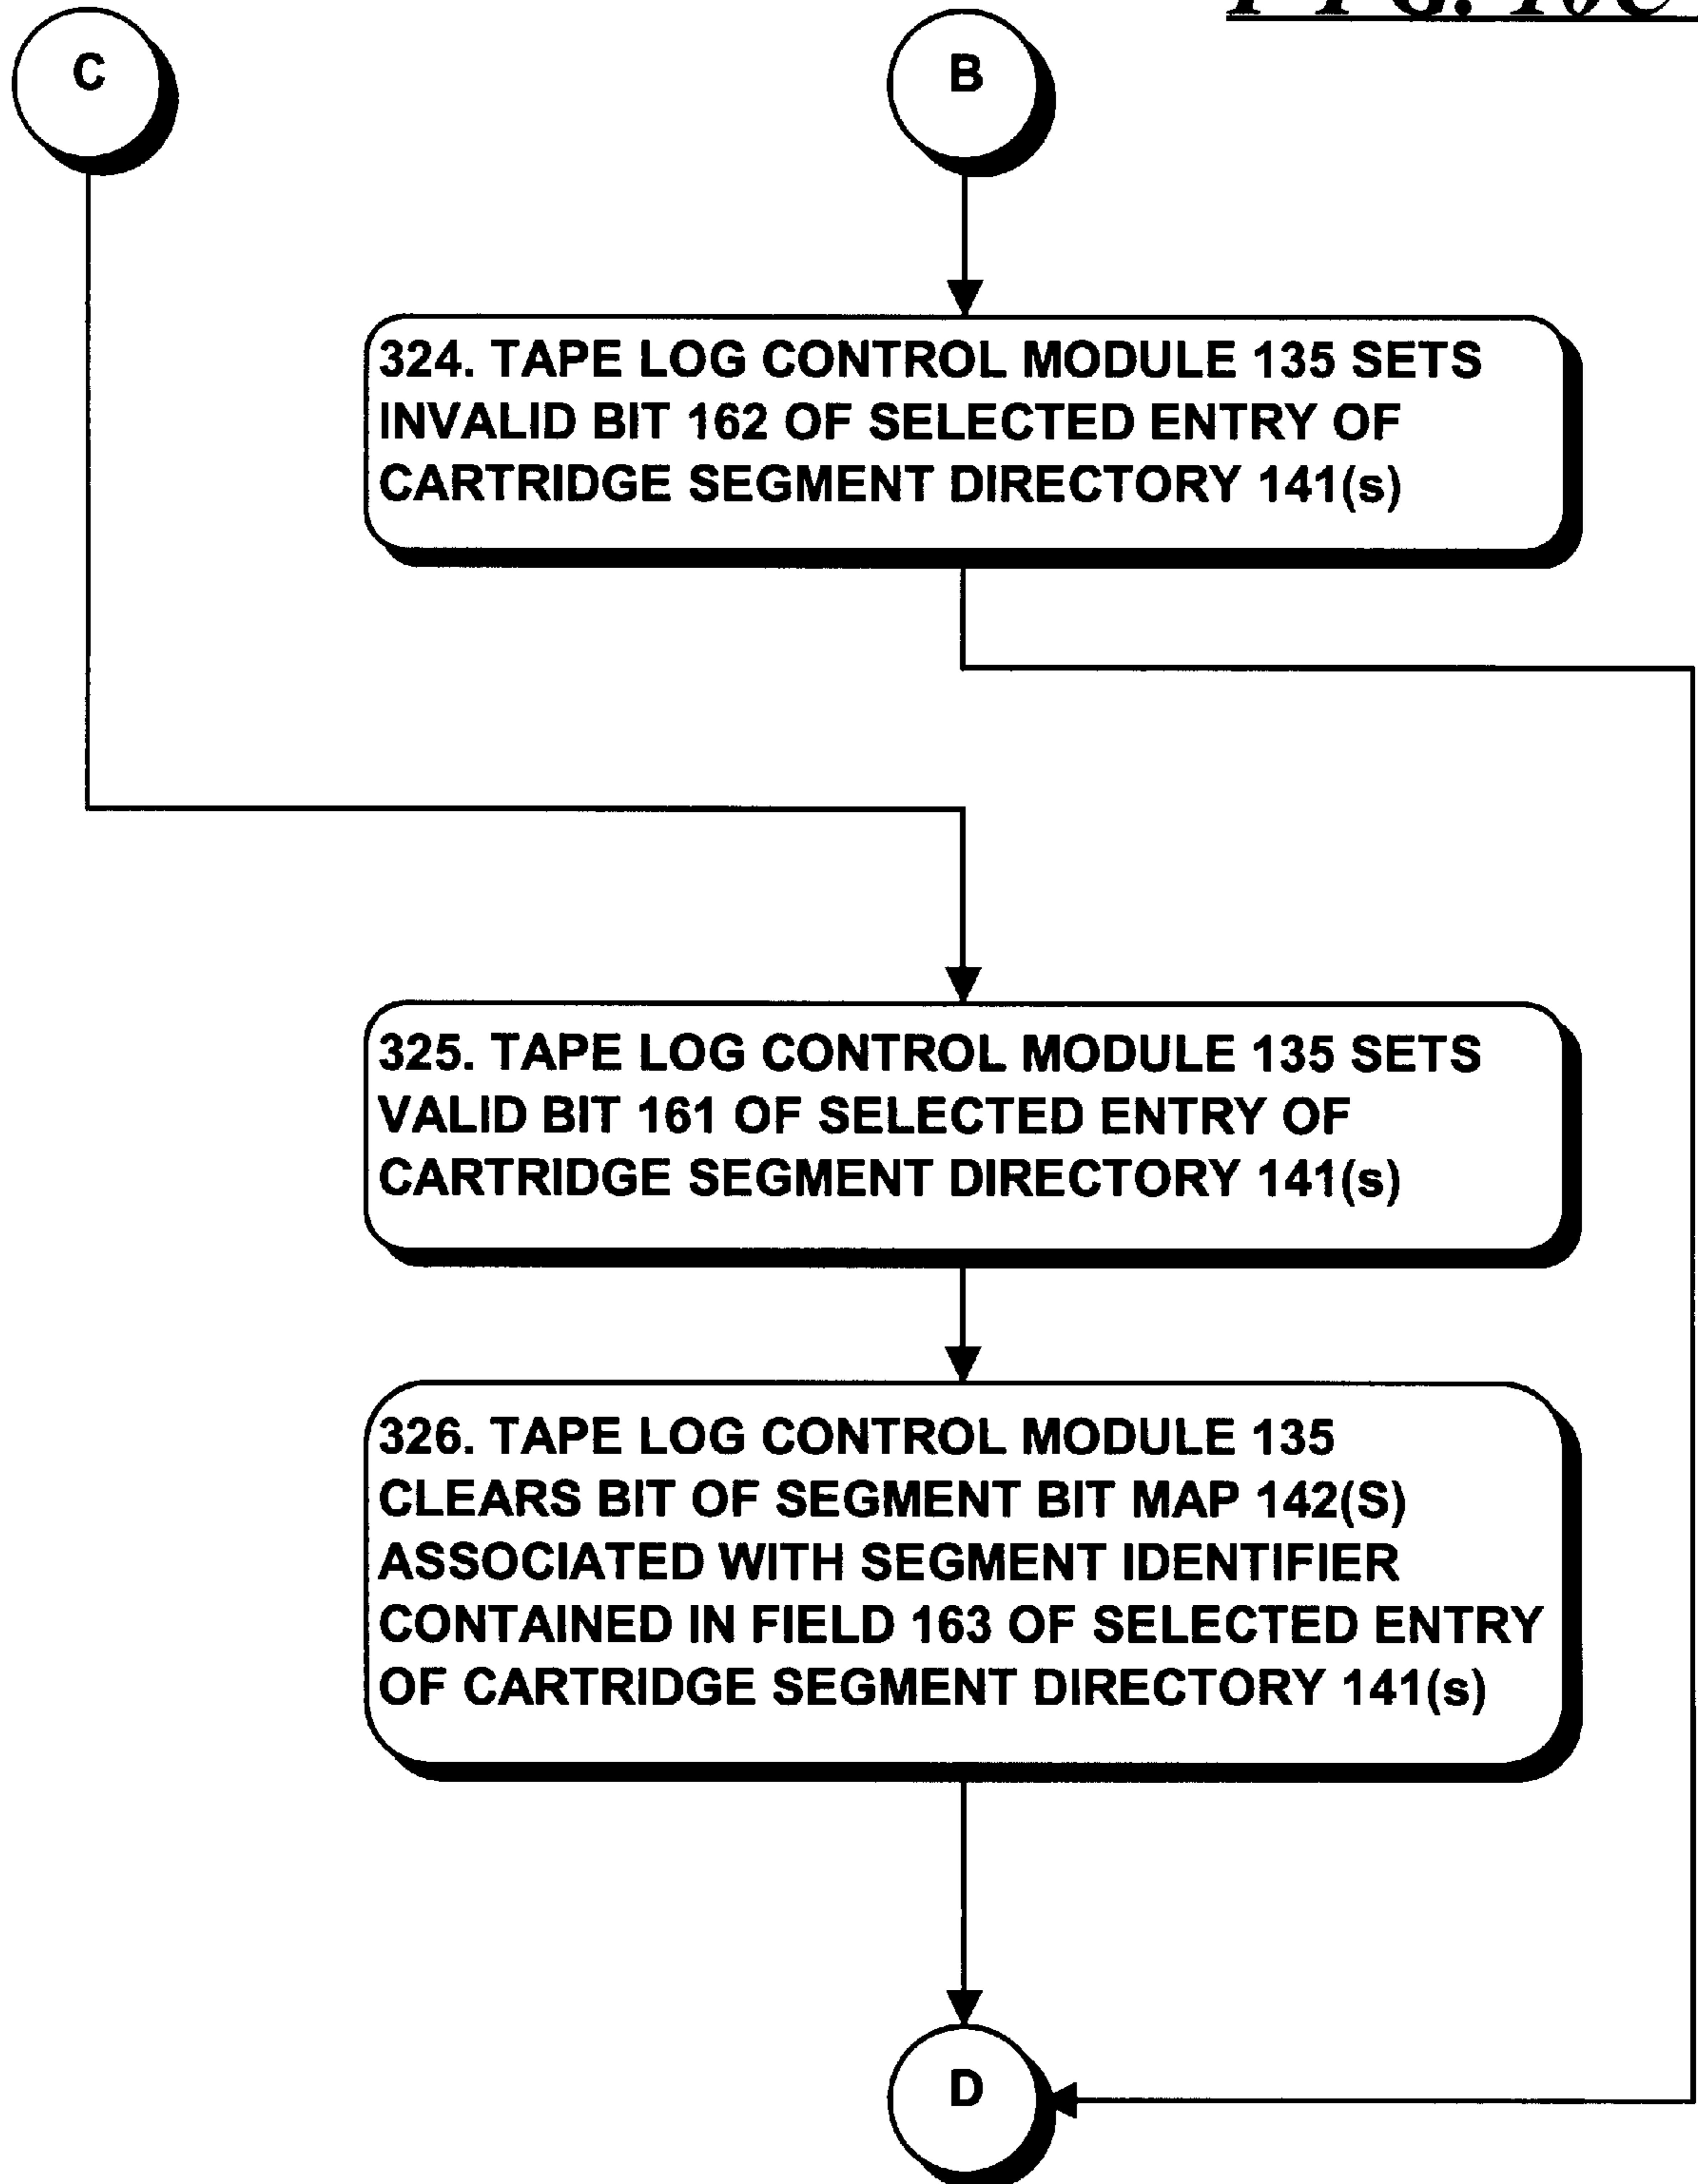 C
B
324. TAPE LOG CONTROL MODULE 135 SETS
INVALID BIT 162 OF SELECTED ENTRY OF
CARTRIDGE SEGMENT DIRECTORY 141(s)
325. TAPE LOG CONTROL MODULE 135 SETS
VALID BIT 161 OF SELECTED ENTRY OF
CARTRIDGE SEGMENT DIRECTORY 141(s)
326. TAPE LOG CONTROL MODULE 135
CLEARS BIT OF SEGMENT BIT MAP 142(S)
ASSOCIATED WITH SEGMENT IDENTIFIER
CONTAINED IN FIELD 163 OF SELECTED ENTRY
OF CARTRIDGE SEGMENT DIRECTORY 141(s)
D